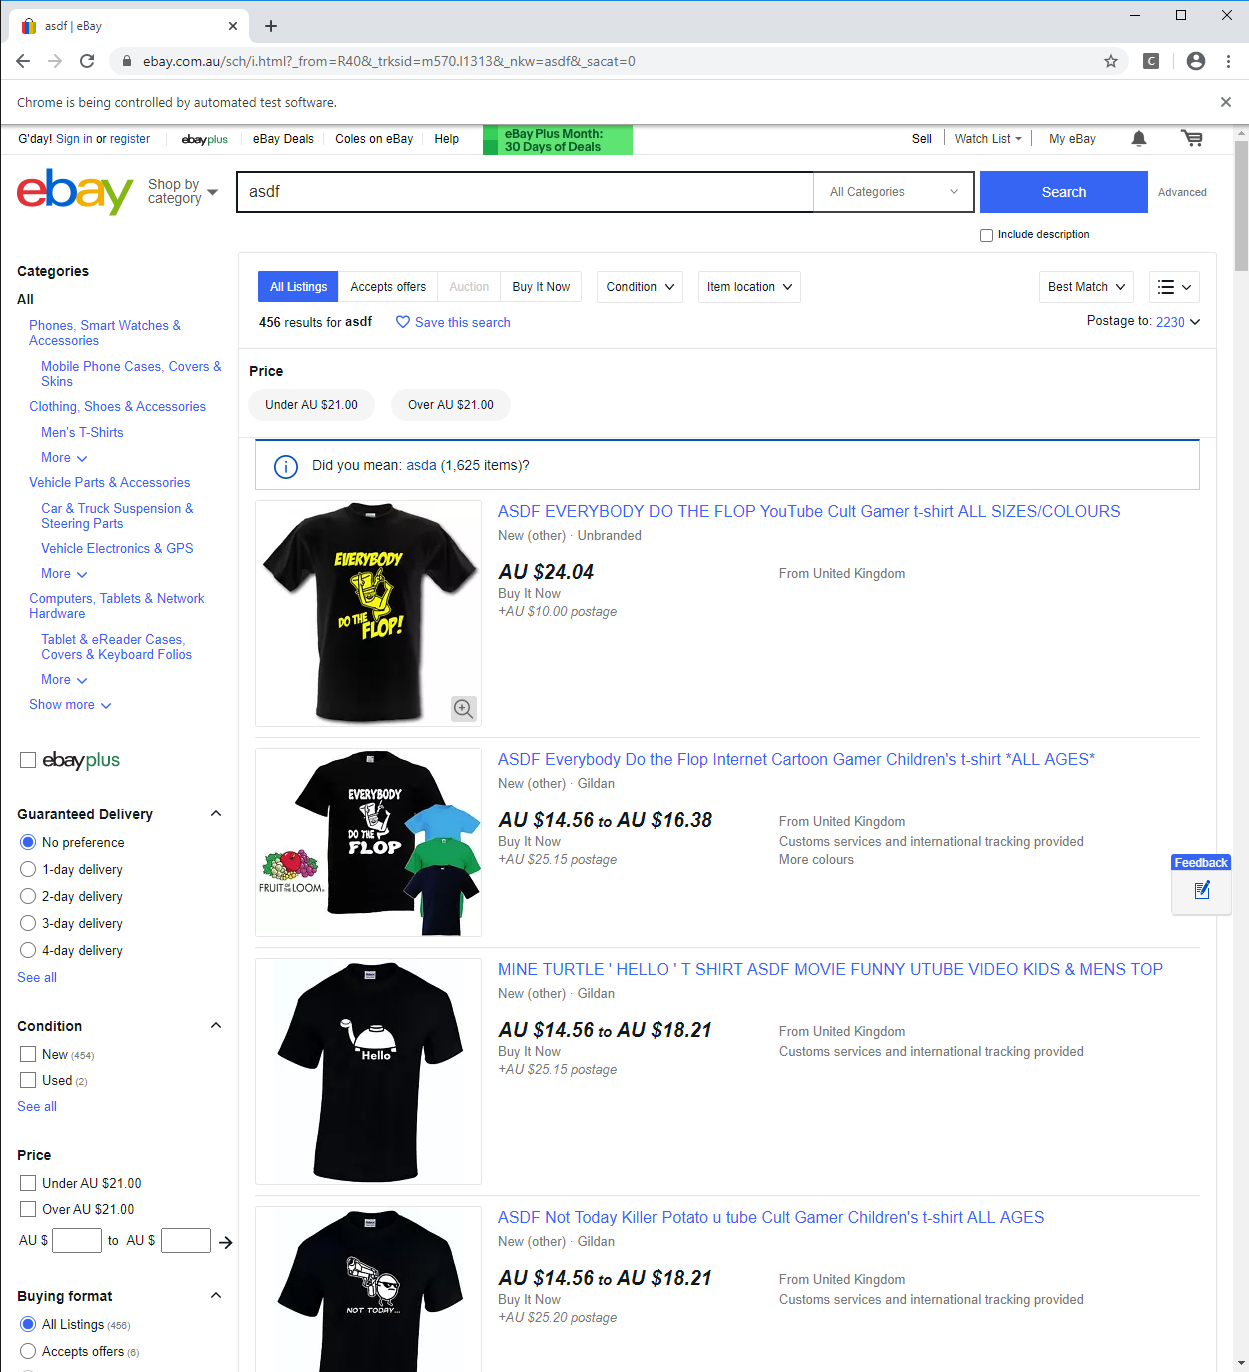 asdf | eBay
ebay.com.au/sch/i.html?_from=R40&_trksid=m570.l1313&_nkw=asdf&_sacat=0
Chrome is being controlled by automated test software.
G'day! Sign in or register
ebayplus
eBay Deals
Coles on eBay
Help
eBay Plus Month:
30 Days of Deals
Sell
Watch List
My eBay
ebay
Shop by
category
asdf
All Categories
Search
Advanced
Include description
Categories
All
Phones, Smart Watches &
Accessories
Mobile Phone Cases, Covers &
Skins
Clothing, Shoes & Accessories
Men's T-Shirts
More
Vehicle Parts & Accessories
Car & Truck Suspension &
Steering Parts
Vehicle Electronics & GPS
More
Computers, Tablets & Network
Hardware
Tablet & eReader Cases,
Covers & Keyboard Folios
More
Show more
ebayplus
Guaranteed Delivery
No preference
1-day delivery
2-day delivery
3-day delivery
4-day delivery
See all
Condition
New (454)
Used (2)
See all
Price
Under AU $21.00
Over AU $21.00
AU $ to AU $
Buying format
All Listings (456)
Accepts offers (6)
All Listings
Accepts offers
Auction
Buy It Now
Condition
Item location
Best Match
456 results for asdf
Save this search
Postage to: 2230
Price
Under AU $21.00
Over AU $21.00
Did you mean: asda (1,625 items)?
EVERYBODY
DO THE
FLOP!
ASDF EVERYBODY DO THE FLOP YouTube Cult Gamer t-shirt ALL SIZES/COLOURS
New (other) · Unbranded
AU $24.04
Buy It Now
+AU $10.00 postage
From United Kingdom
EVERYBODY
DO THE
FLOP
FRUIT OF THE LOOM
ASDF Everybody Do the Flop Internet Cartoon Gamer Children's t-shirt *ALL AGES*
New (other) · Gildan
AU $14.56 to AU $16.38
Buy It Now
+AU $25.15 postage
From United Kingdom
Customs services and international tracking provided
More colours
Feedback
Hello
MINE TURTLE ' HELLO ' T SHIRT ASDF MOVIE FUNNY UTUBE VIDEO KIDS & MENS TOP
New (other) · Gildan
AU $14.56 to AU $18.21
Buy It Now
+AU $25.15 postage
From United Kingdom
Customs services and international tracking provided
NOT TODAY...
ASDF Not Today Killer Potato u tube Cult Gamer Children's t-shirt ALL AGES
New (other) · Gildan
AU $14.56 to AU $18.21
Buy It Now
+AU $25.20 postage
From United Kingdom
Customs services and international tracking provided